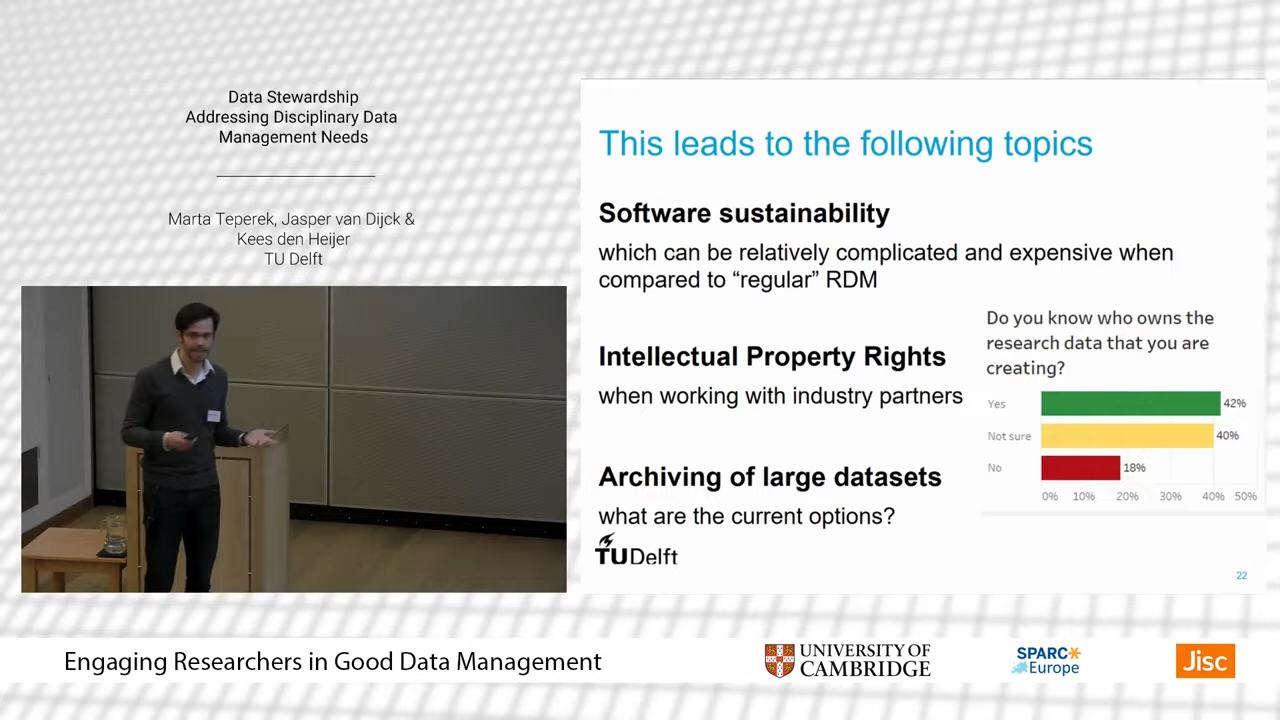 Data Stewardship
Addressing Disciplinary Data
Management Needs
Marta Teperek, Jasper van Dijck &
Kees den Heijer
TU Delft
This leads to the following topics
Software sustainability
which can be relatively complicated and expensive when
compared to “regular” RDM
Do you know who owns the
research data that you are
creating?
Yes 42%
Not sure 40%
No 18%
0% 10% 20% 30% 40% 50%
Intellectual Property Rights
when working with industry partners
Archiving of large datasets
what are the current options?
TUDelft
22
Engaging Researchers in Good Data Management
UNIVERSITY OF
CAMBRIDGE
SPARC
Europe
Jisc